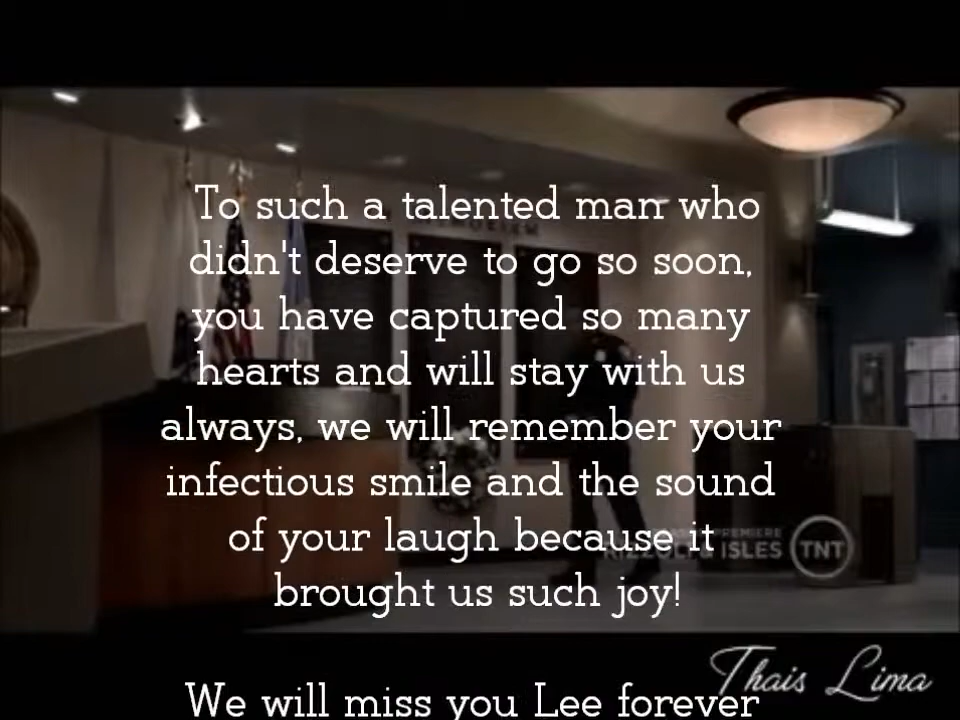 To such a talented man who
didn't deserve to go so soon,
you have captured so many
hearts and will stay with us
always, we will remember your
infectious smile and the sound
of your laugh because it
brought us such joy!
PREMIERE
RIZZOLI & ISLES TNT
Thais Lima
We will miss you Lee forever